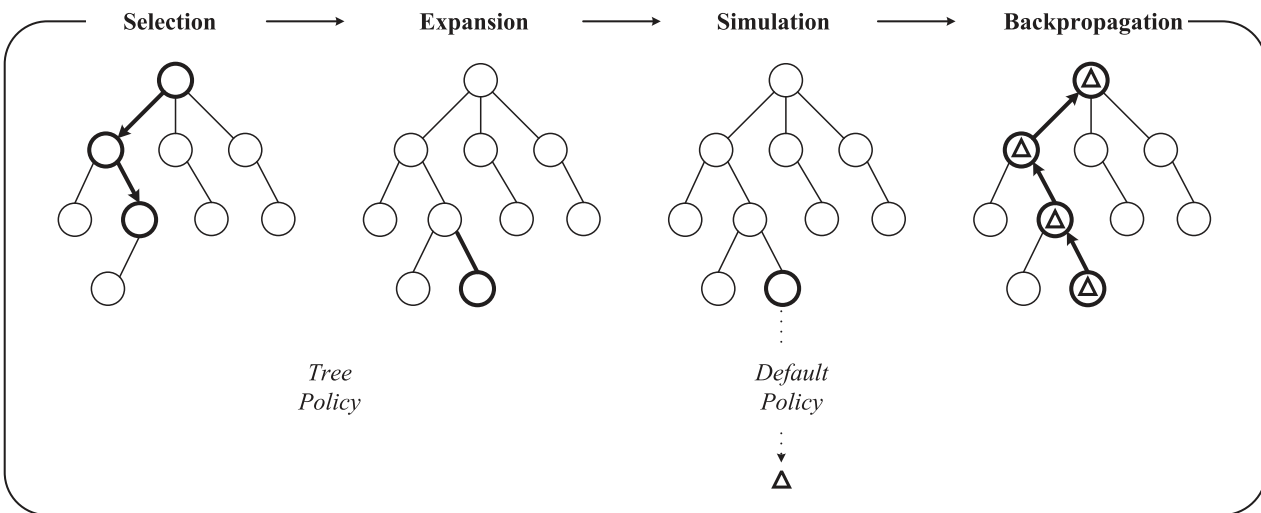 Selection
Expansion
Simulation
Backpropagation
Tree
Policy
Default
Policy